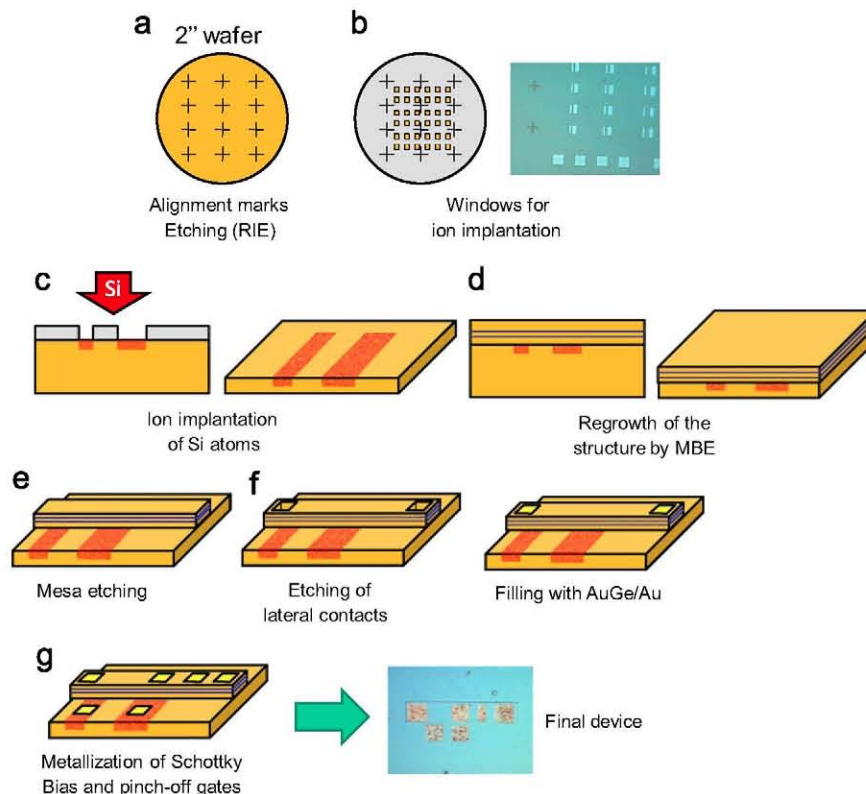 a
2” wafer
Alignment marks
Etching (RIE)
b
Windows for
ion implantation
c
Si
Ion implantation
of Si atoms
d
Regrowth of the
structure by MBE
e
Mesa etching
f
Etching of
lateral contacts
Filling with AuGe/Au
g
Metallization of Schottky
Bias and pinch-off gates
Final device